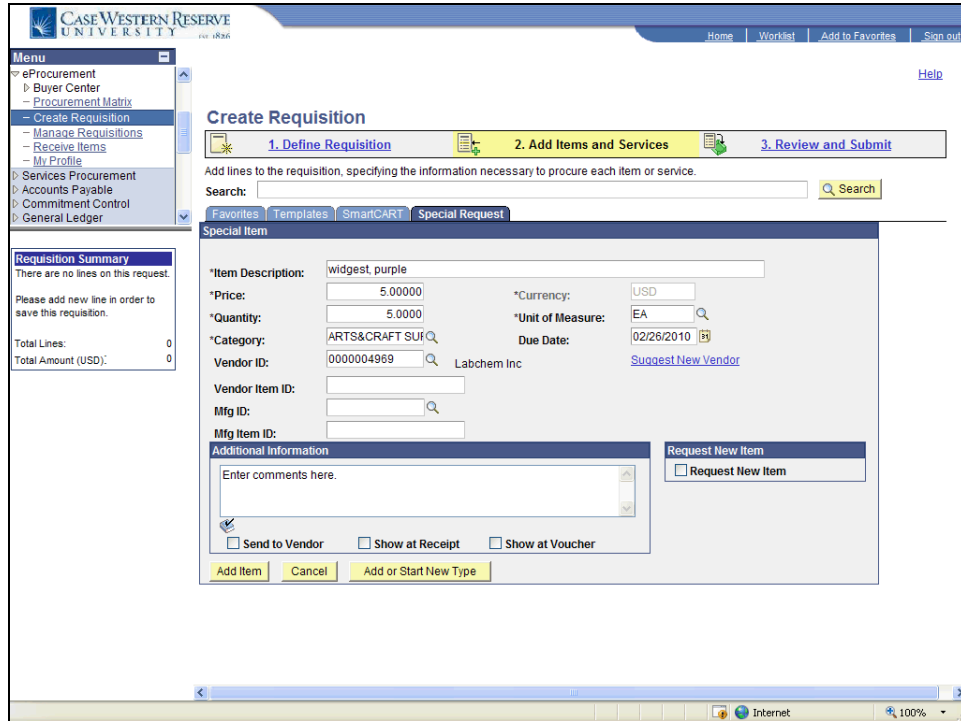 CASE WESTERN RESERVE
UNIVERSITY EST 1826
Home Worklist Add to Favorites Sign out
Menu
eProcurement
Buyer Center
Procurement Matrix
Create Requisition
Manage Requisitions
Receive Items
My Profile
Services Procurement
Accounts Payable
Commitment Control
General Ledger
Requisition Summary
There are no lines on this request.
Please add new line in order to
save this requisition.
Total Lines: 0
Total Amount (USD): 0
Help
Create Requisition
1. Define Requisition 2. Add Items and Services 3. Review and Submit
Add lines to the requisition, specifying the information necessary to procure each item or service.
Search: Search
Favorites Templates SmartCART Special Request
Special Item
*Item Description: widgest, purple
*Price: 5.00000 *Currency: USD
*Quantity: 5.0000 *Unit of Measure: EA
*Category: ARTS&CRAFT SUF Due Date: 02/26/2010
Vendor ID: 0000004969 Labchem Inc Suggest New Vendor
Vendor Item ID:
Mfg ID:
Mfg Item ID:
Additional Information
Enter comments here.
Send to Vendor Show at Receipt Show at Voucher
Request New Item
Request New Item
Add Item Cancel Add or Start New Type
Internet 100%